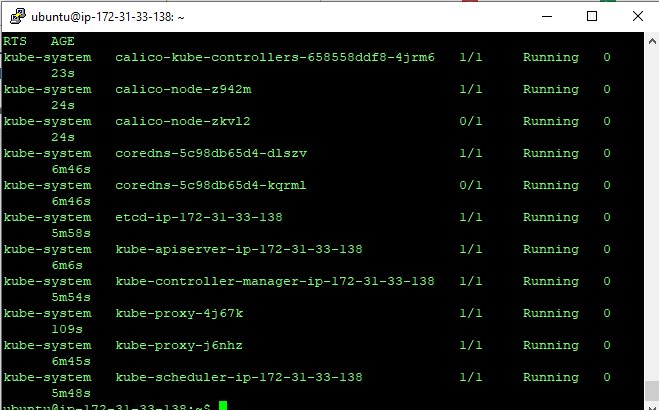 ubuntu@ip-172-31-33-138: ~
RTS   AGE
kube-system   calico-kube-controllers-658558ddf8-4jrm6   1/1     Running   0
      23s
kube-system   calico-node-z942m                          1/1     Running   0
      24s
kube-system   calico-node-zkvl2                          0/1     Running   0
      24s
kube-system   coredns-5c98db65d4-dlszv                   1/1     Running   0
      6m46s
kube-system   coredns-5c98db65d4-kqrml                   0/1     Running   0
      6m46s
kube-system   etcd-ip-172-31-33-138                      1/1     Running   0
      5m58s
kube-system   kube-apiserver-ip-172-31-33-138            1/1     Running   0
      6m6s
kube-system   kube-controller-manager-ip-172-31-33-138   1/1     Running   0
      5m54s
kube-system   kube-proxy-4j67k                           1/1     Running   0
      109s
kube-system   kube-proxy-j6nhz                           1/1     Running   0
      6m45s
kube-system   kube-scheduler-ip-172-31-33-138            1/1     Running   0
      5m48s
ubuntu@ip-172-31-33-138:~$